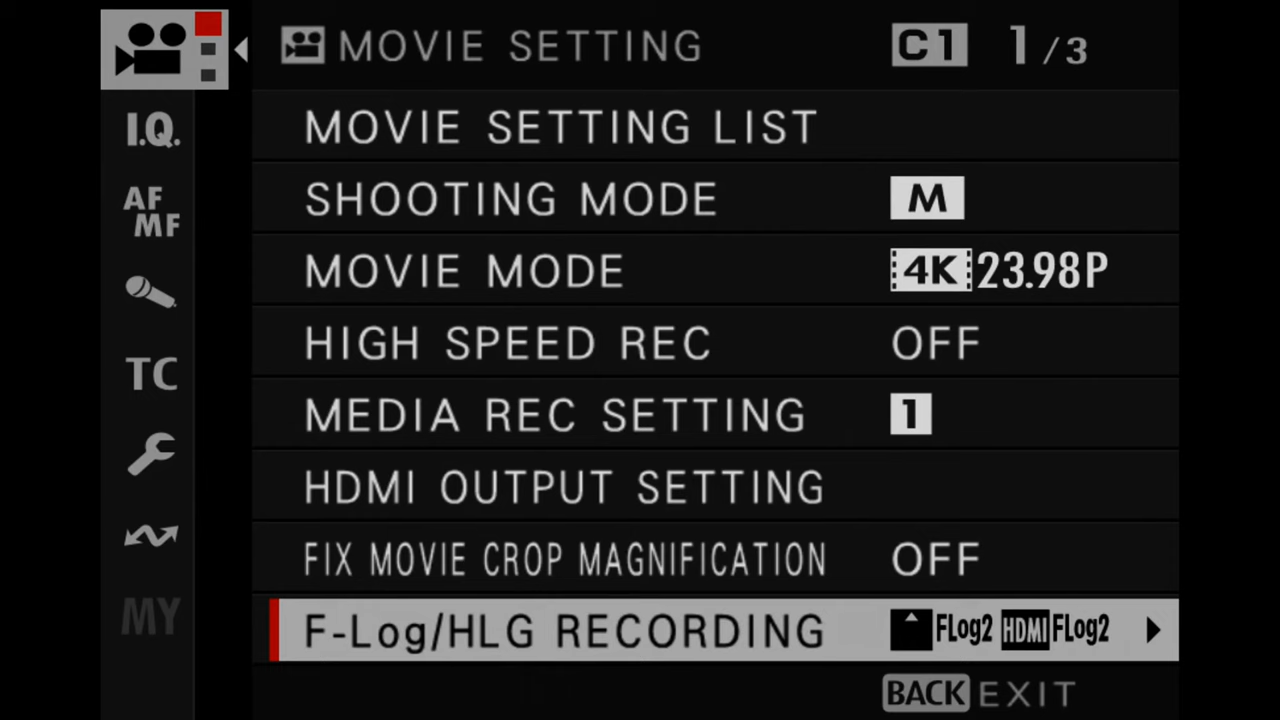 MOVIE SETTING C1 1/3
I.Q.
AF
MF
TC
MY
MOVIE SETTING LIST
SHOOTING MODE M
MOVIE MODE 4K 23.98P
HIGH SPEED REC OFF
MEDIA REC SETTING 1
HDMI OUTPUT SETTING
FIX MOVIE CROP MAGNIFICATION OFF
F-Log/HLG RECORDING FLog2 HDMI FLog2
BACK EXIT